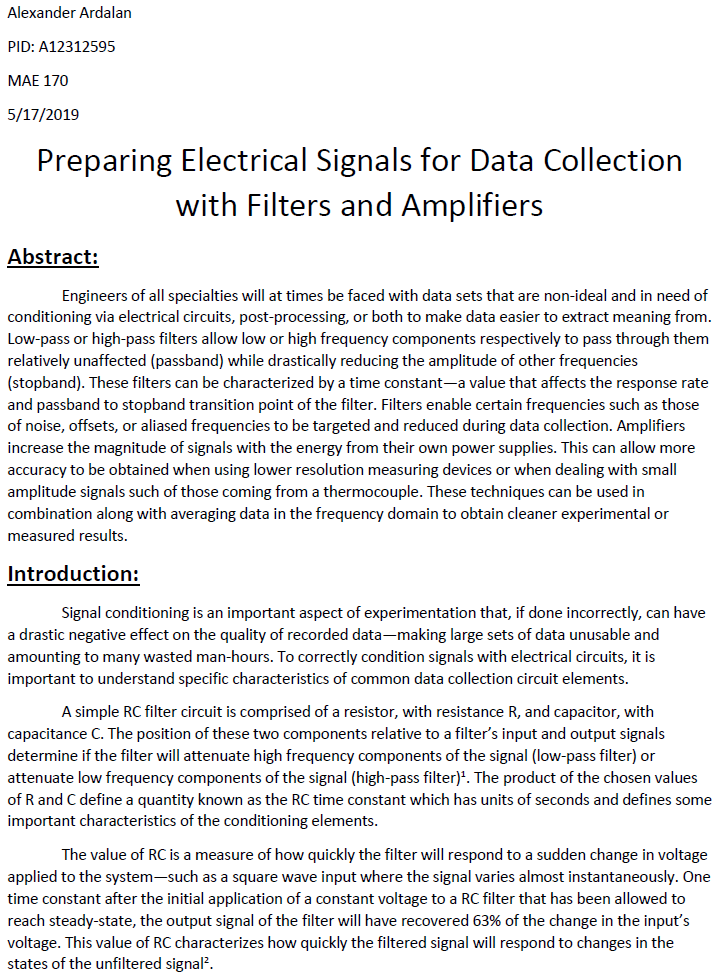 Alexander Ardalan
PID: A12312595
MAE 170
5/17/2019
Preparing Electrical Signals for Data Collection
with Filters and Amplifiers
Abstract:
Engineers of all specialties will at times be faced with data sets that are non-ideal and in need of
conditioning via electrical circuits, post-processing, or both to make data easier to extract meaning from.
Low-pass or high-pass filters allow low or high frequency components respectively to pass through them
relatively unaffected (passband) while drastically reducing the amplitude of other frequencies
(stopband). These filters can be characterized by a time constant—a value that affects the response rate
and passband to stopband transition point of the filter. Filters enable certain frequencies such as those
of noise, offsets, or aliased frequencies to be targeted and reduced during data collection. Amplifiers
increase the magnitude of signals with the energy from their own power supplies. This can allow more
accuracy to be obtained when using lower resolution measuring devices or when dealing with small
amplitude signals such of those coming from a thermocouple. These techniques can be used in
combination along with averaging data in the frequency domain to obtain cleaner experimental or
measured results.
Introduction:
Signal conditioning is an important aspect of experimentation that, if done incorrectly, can have
a drastic negative effect on the quality of recorded data—making large sets of data unusable and
amounting to many wasted man-hours. To correctly condition signals with electrical circuits, it is
important to understand specific characteristics of common data collection circuit elements.
A simple RC filter circuit is comprised of a resistor, with resistance R, and capacitor, with
capacitance C. The position of these two components relative to a filter's input and output signals
determine if the filter will attenuate high frequency components of the signal (low-pass filter) or
attenuate low frequency components of the signal (high-pass filter)¹. The product of the chosen values
of R and C define a quantity known as the RC time constant which has units of seconds and defines some
important characteristics of the conditioning elements.
The value of RC is a measure of how quickly the filter will respond to a sudden change in voltage
applied to the system—such as a square wave input where the signal varies almost instantaneously. One
time constant after the initial application of a constant voltage to a RC filter that has been allowed to
reach steady-state, the output signal of the filter will have recovered 63% of the change in the input's
voltage. This value of RC characterizes how quickly the filtered signal will respond to changes in the
states of the unfiltered signal².